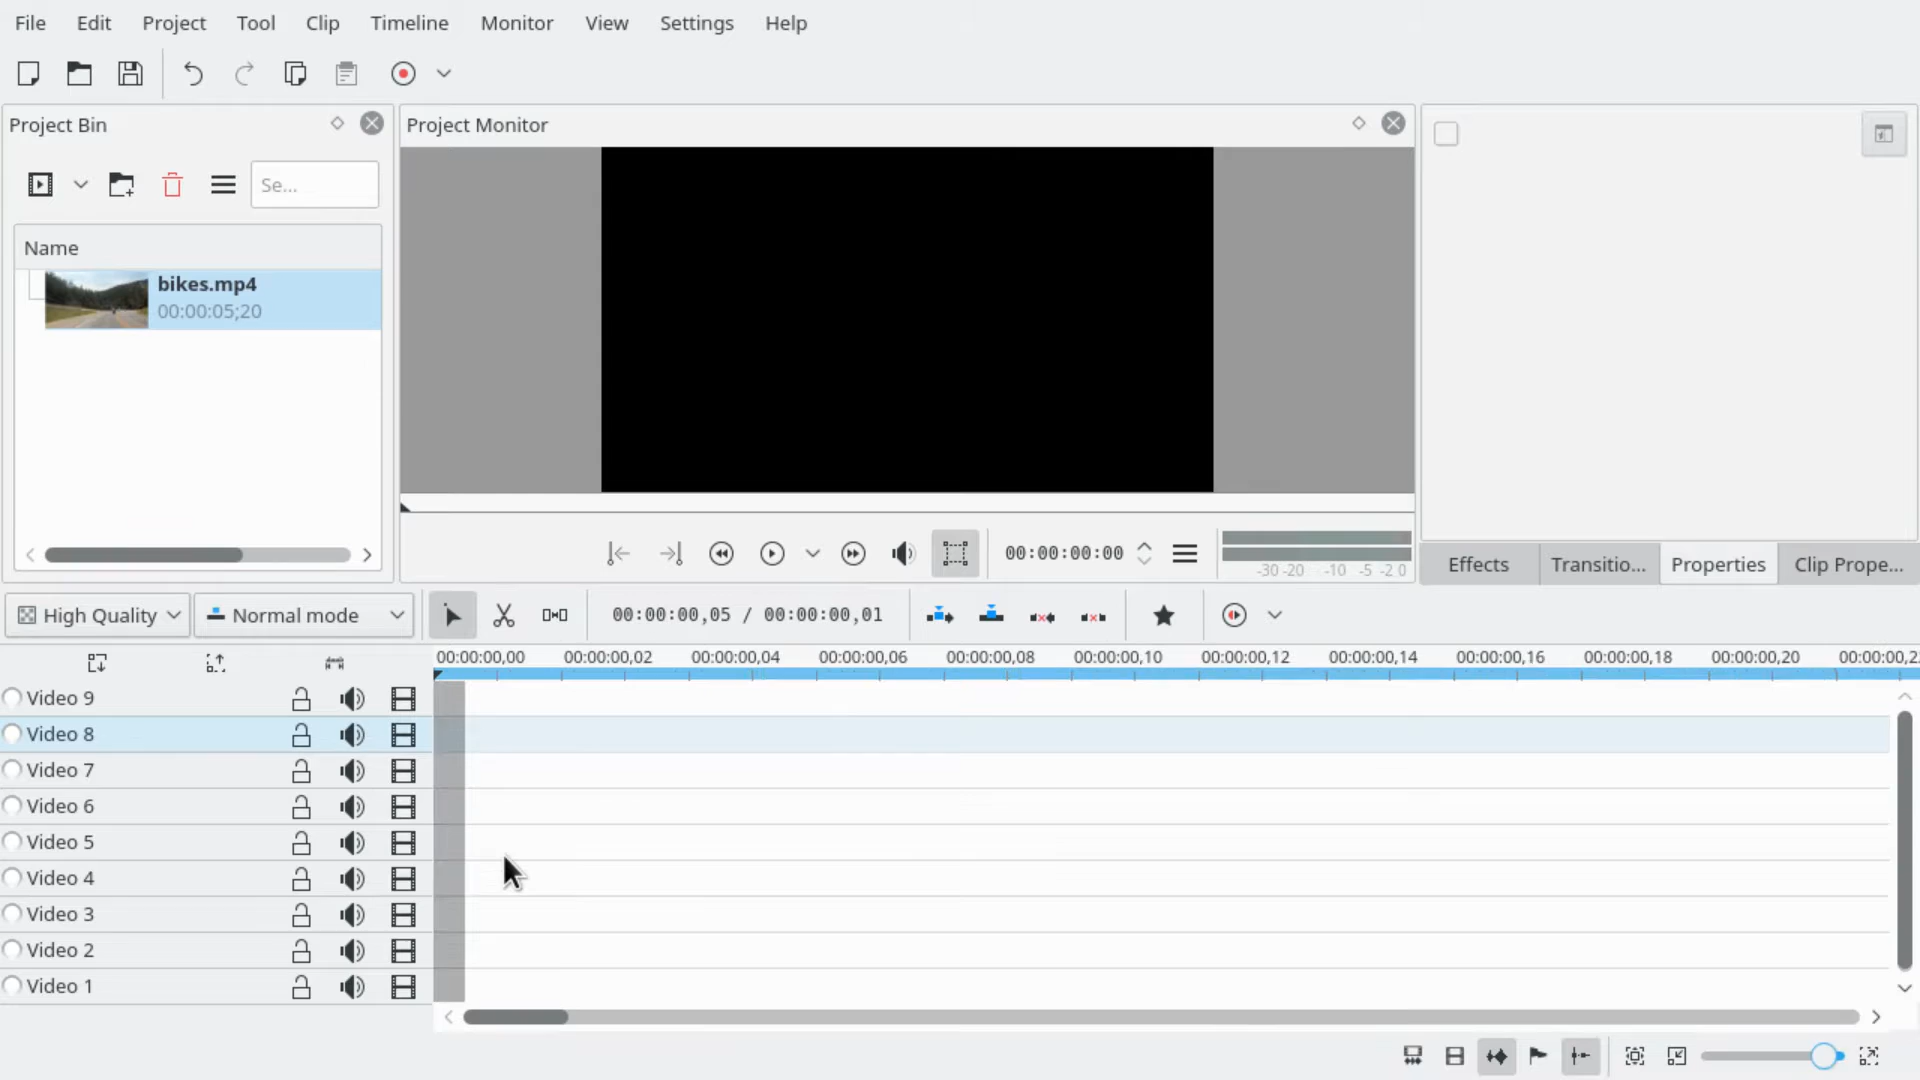 File Edit Project Tool Clip Timeline Monitor View Settings Help
Project Bin
Project Monitor
Se...
Name
bikes.mp4
00:00:05;20
00:00:00:00
-30 -20 -10 -5 -2 0
Effects Transitio... Properties Clip Prope...
High Quality Normal mode 00:00:00,05 / 00:00:00,01
00:00:00,00 00:00:00,02 00:00:00,04 00:00:00,06 00:00:00,08 00:00:00,10 00:00:00,12 00:00:00,14 00:00:00,16 00:00:00,18 00:00:00,20 00:00:00,2
Video 9
Video 8
Video 7
Video 6
Video 5
Video 4
Video 3
Video 2
Video 1